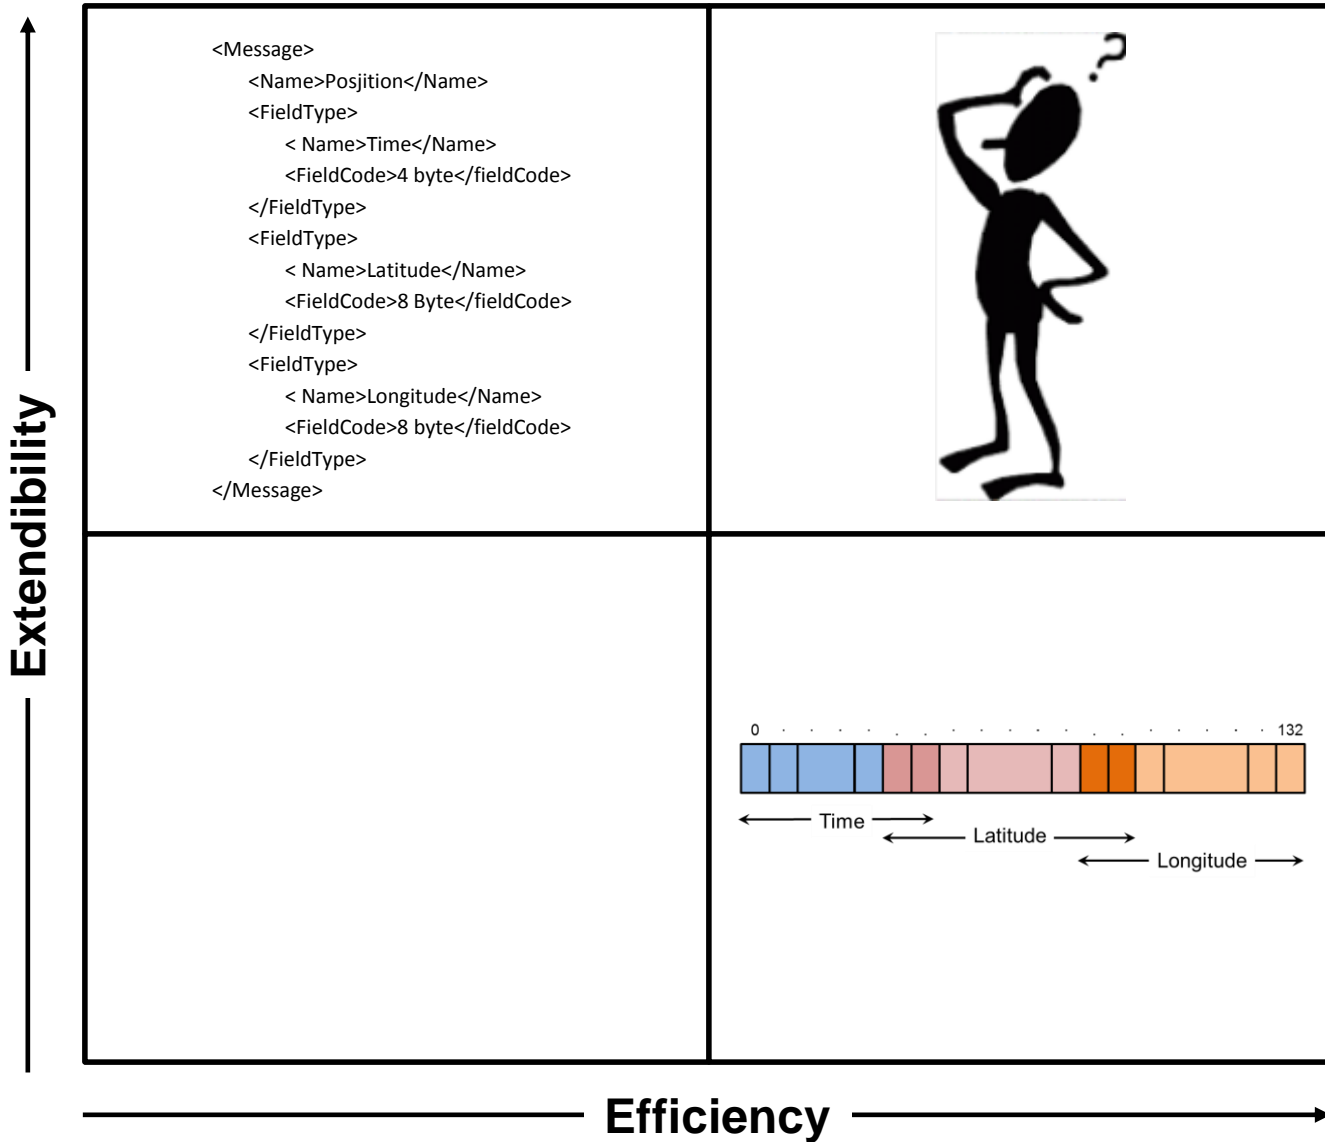 <Message>
<Name>Posjition</Name>
<FieldType>
< Name>Time</Name>
<FieldCode>4 byte</fieldCode>
</FieldType>
<FieldType>
< Name>Latitude</Name>
<FieldCode>8 Byte</fieldCode>
</FieldType>
<FieldType>
< Name>Longitude</Name>
<FieldCode>8 byte</fieldCode>
</FieldType>
</Message>
?
Extendibility
0 . . . . . . . . . . . . . . . . . . 132
Time
Latitude
Longitude
Efficiency